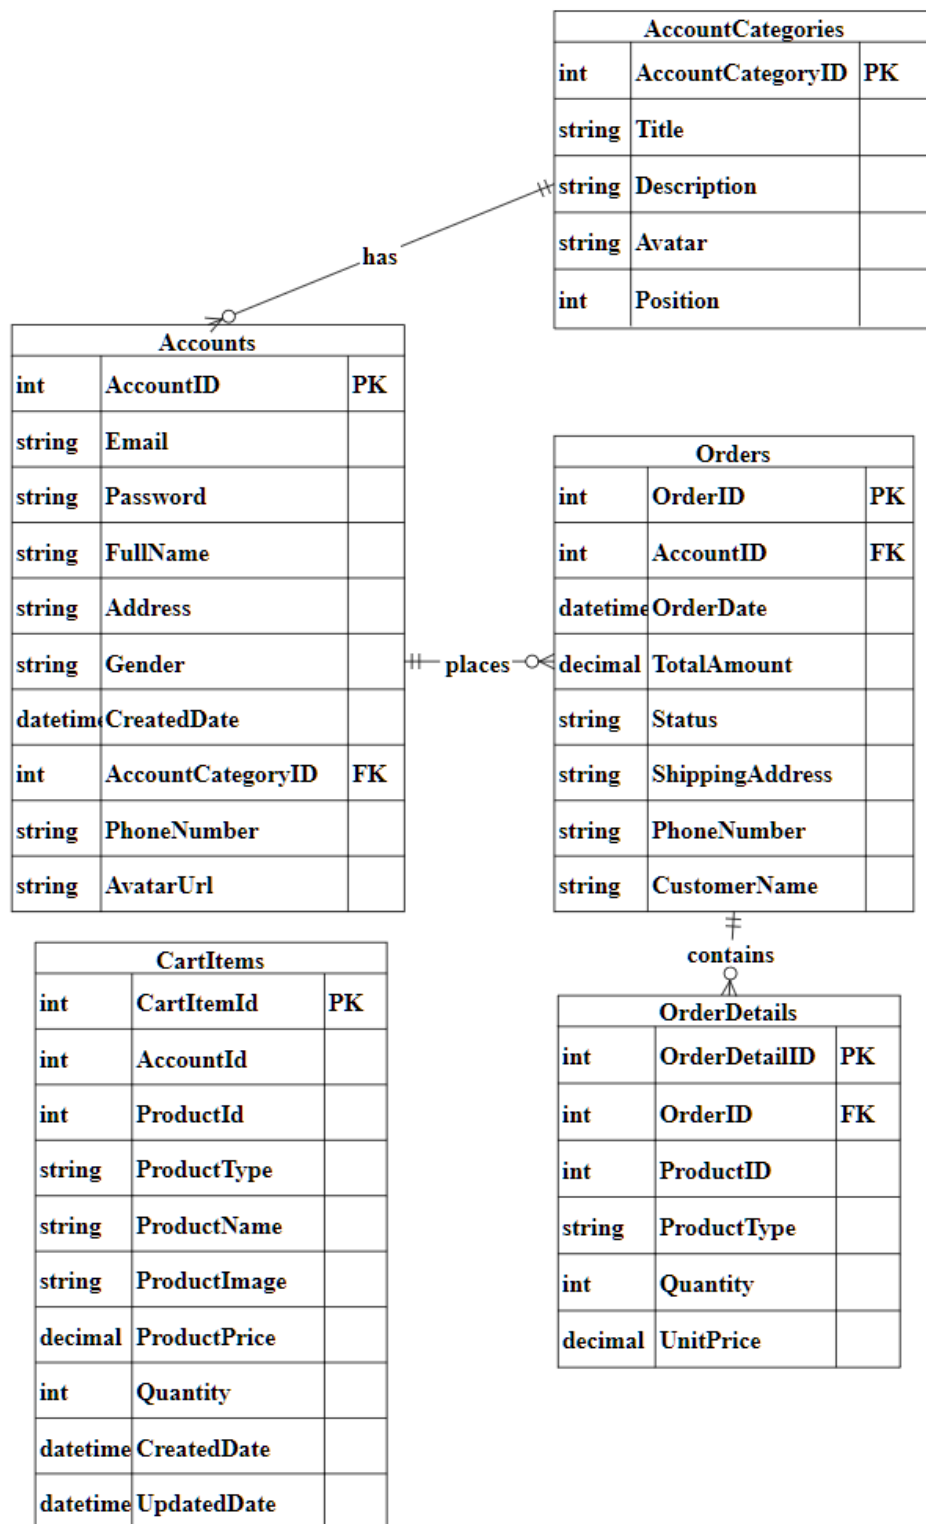 AccountCategories
int AccountCategoryID PK
string Title
string Description
string Avatar
int Position
has
Accounts
int AccountID PK
string Email
string Password
string FullName
string Address
string Gender
datetime CreatedDate
int AccountCategoryID FK
string PhoneNumber
string AvatarUrl
places
Orders
int OrderID PK
int AccountID FK
datetime OrderDate
decimal TotalAmount
string Status
string ShippingAddress
string PhoneNumber
string CustomerName
contains
CartItems
int CartItemId PK
int AccountId
int ProductId
string ProductType
string ProductName
string ProductImage
decimal ProductPrice
int Quantity
datetime CreatedDate
datetime UpdatedDate
OrderDetails
int OrderDetailID PK
int OrderID FK
int ProductID
string ProductType
int Quantity
decimal UnitPrice